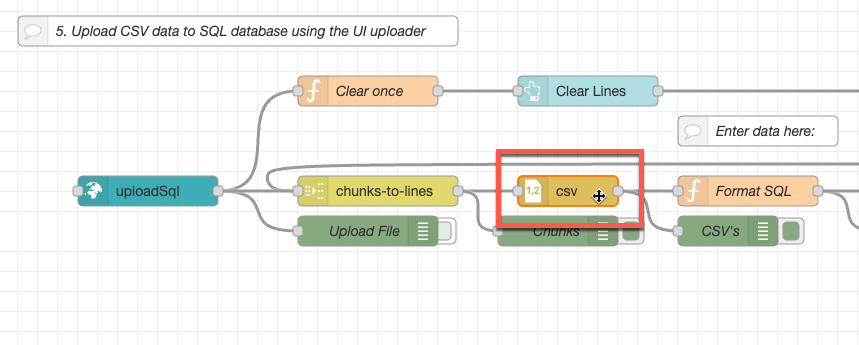 5. Upload CSV data to SQL database using the UI uploader
Clear once
Clear Lines
Enter data here:
uploadSql
chunks-to-lines
1,2
csv
Format SQL
Upload File
Chunks
CSV's